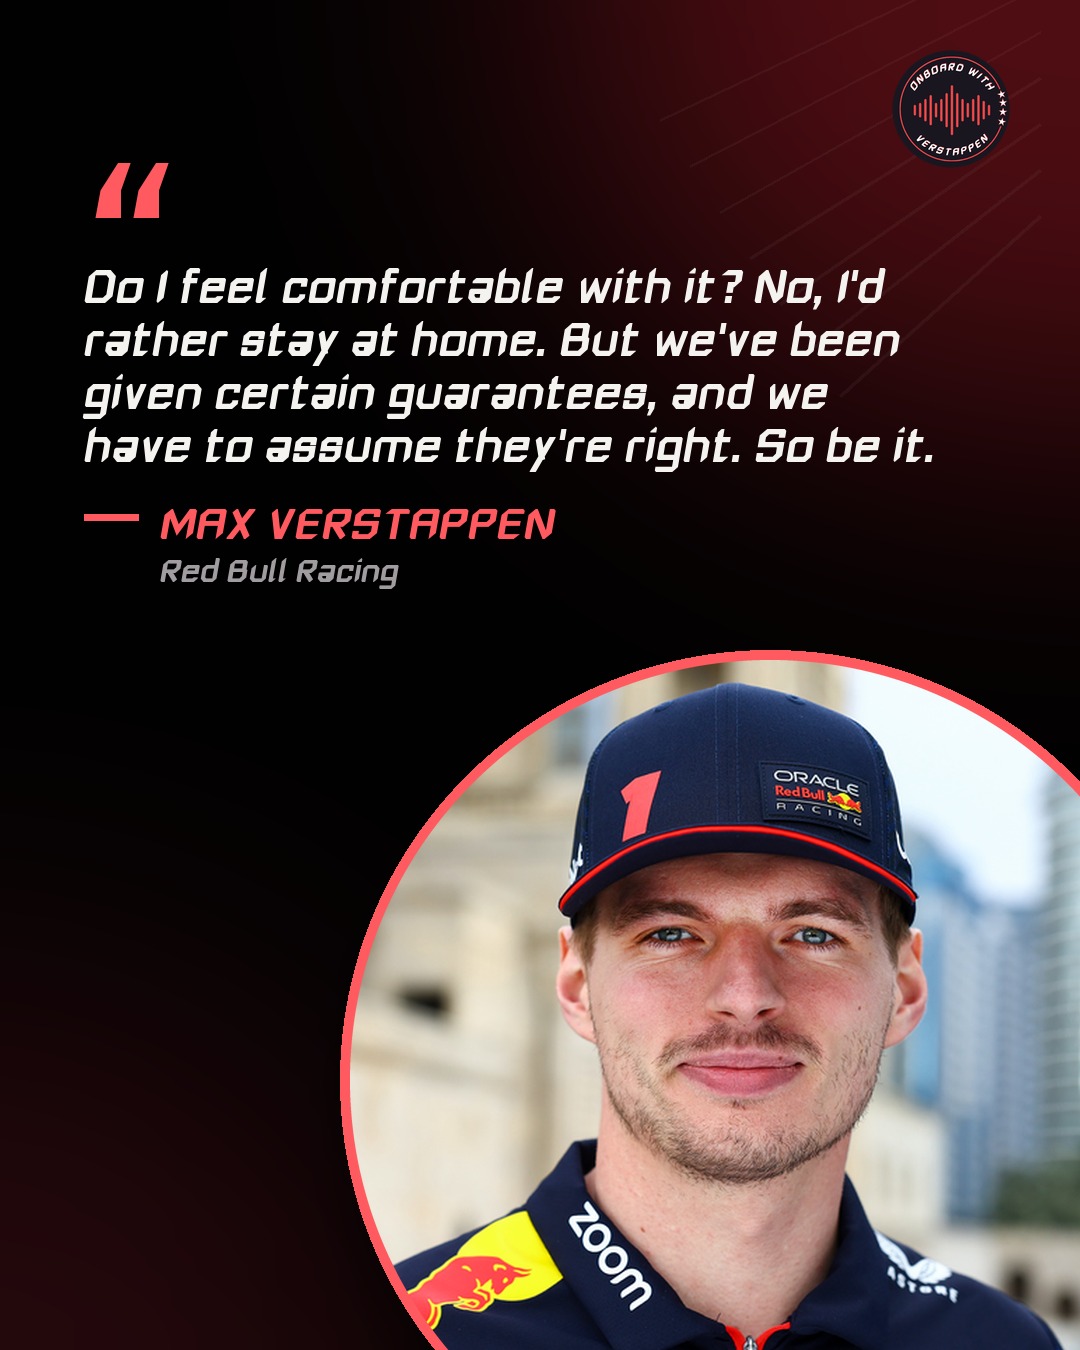 ONBOARD WITH
VERSTAPPEN
“
Do I feel comfortable with it? No, I'd
rather stay at home. But we've been
given certain guarantees, and we
have to assume they're right. So be it.
MAX VERSTAPPEN
Red Bull Racing
1
ORACLE
Red Bull
RACING
zoom